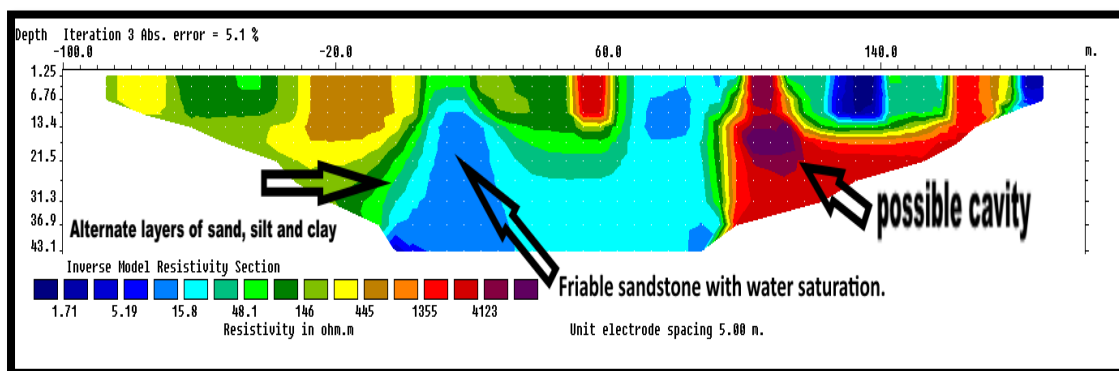 Depth Iteration 3 Abs. error = 5.1 %
-100.0 -20.0 60.0 140.0 m.
1.25
6.76
13.4
21.5
31.3
36.9
43.1
possible cavity
Alternate layers of sand, silt and clay
Inverse Model Resistivity Section
Friable sandstone with water saturation.
1.71 5.19 15.8 48.1 146 445 1355 4123
Resistivity in ohm.m Unit electrode spacing 5.00 m.